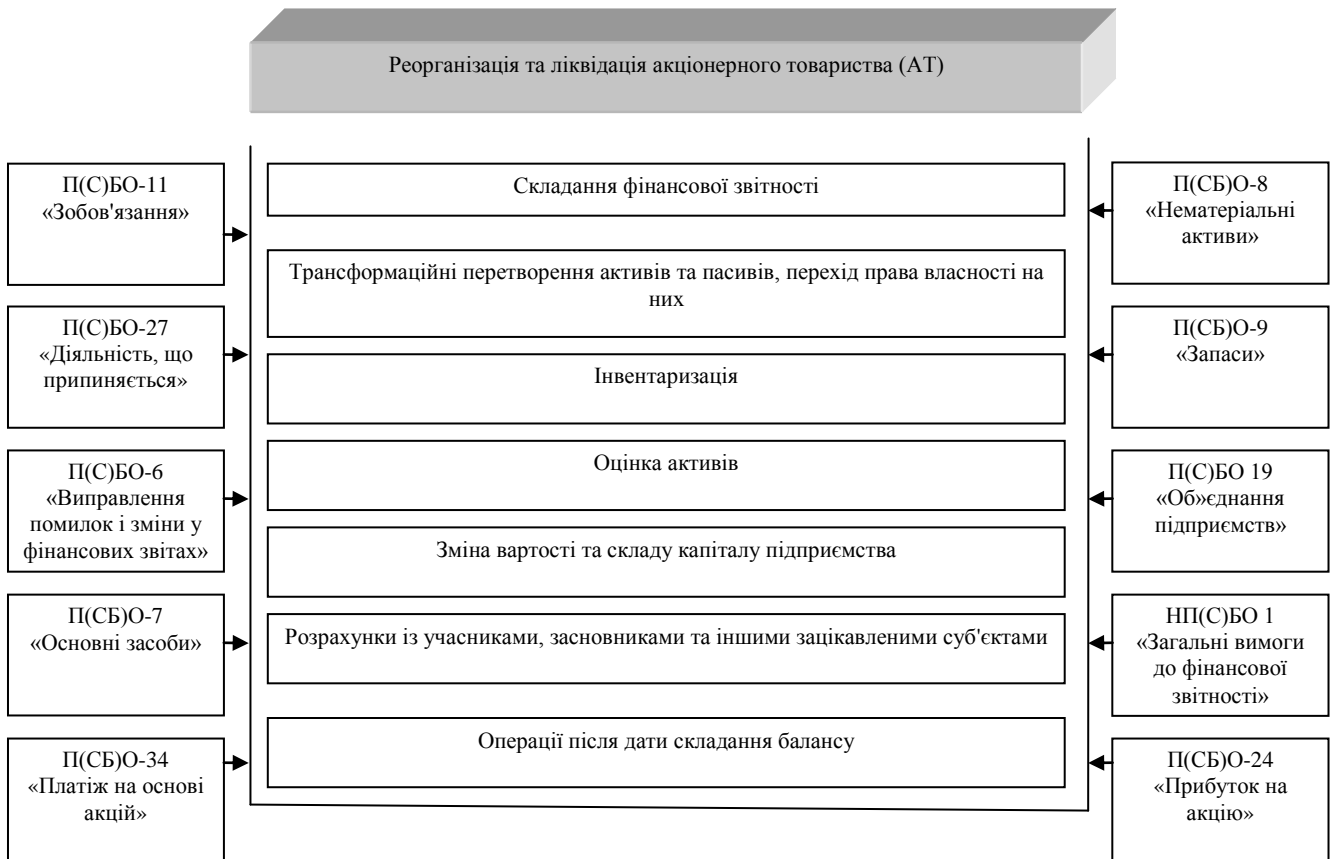 Реорганізація та ліквідація акціонерного товариства (АТ)
П(С)БО-11
«Зобов'язання»
П(С)БО-27
«Діяльність, що
припиняється»
П(С)БО-6
«Виправлення
помилок і зміни у
фінансових звітах»
П(СБ)О-7
«Основні засоби»
П(СБ)О-34
«Платіж на основі
акцій»
Складання фінансової звітності
Трансформаційні перетворення активів та пасивів, перехід права власності на
них
Інвентаризація
Оцінка активів
Зміна вартості та складу капіталу підприємства
Розрахунки із учасниками, засновниками та іншими зацікавленими суб'єктами
Операції після дати складання балансу
П(СБ)О-8
«Нематеріальні
активи»
П(СБ)О-9
«Запаси»
П(С)БО 19
«Об»єднання
підприємств»
НП(С)БО 1
«Загальні вимоги
до фінансової
звітності»
П(СБ)О-24
«Прибуток на
акцію»